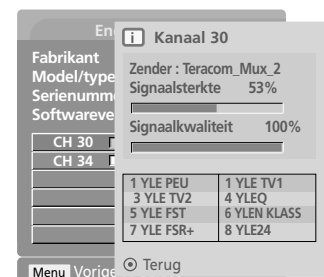 En
Fabrikant
Model/type
Serienumm
Softwareve
CH 30
CH 34
Menu Vorige
i Kanaal 30
Zender : Teracom_Mux_2
Signaalsterkte 53%
Signaalkwaliteit 100%
1 YLE PEU 1 YLE TV1
3 YLE TV2 4 YLEQ
5 YLE FST 6 YLEN KLASS
7 YLE FSR+ 8 YLE24
Terug